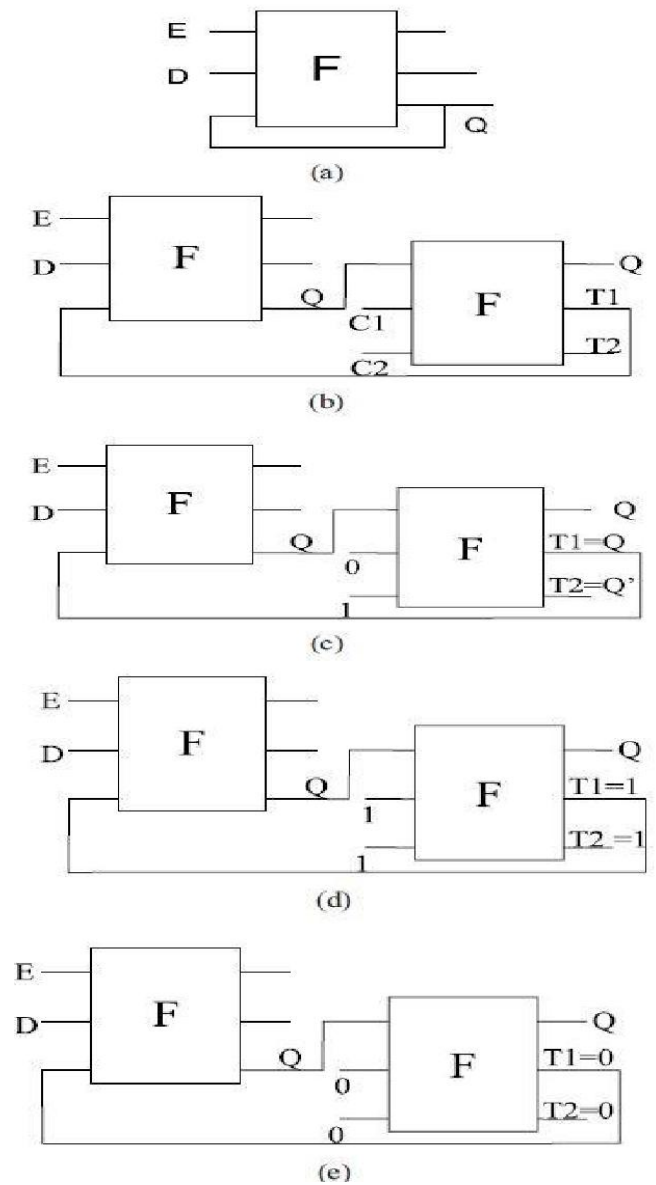 E
F
D
Q
(a)
E
F
Q
D
Q
F
T1
C1
T2
C2
(b)
E
F
D
Q
Q
F
T1=Q
0
T2=Q'
1
(c)
E
F
D
Q
Q
F
T1=1
1
T2 =1
1
(d)
E
F
D
Q
Q
F
T1=0
0
T2=0
0
(e)